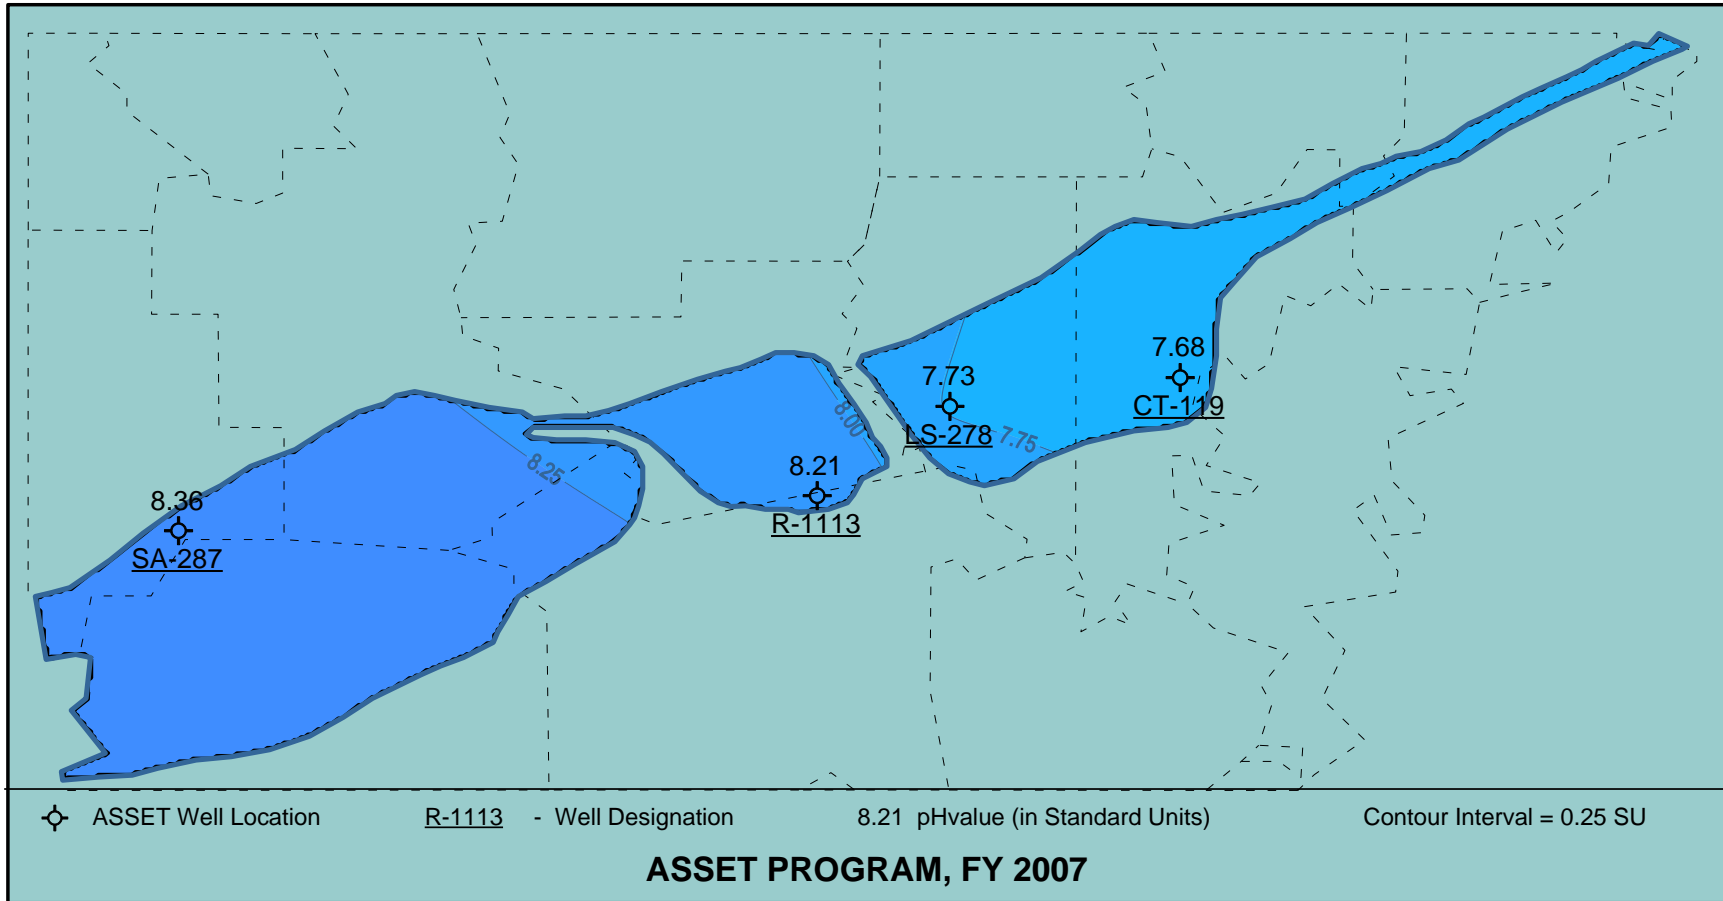 7.68
CT-119
7.73
LS-278
7.75
8.00
8.21
R-1113
8.25
8.36
SA-287
ASSET Well Location R-1113 - Well Designation 8.21 pHvalue (in Standard Units) Contour Interval = 0.25 SU
ASSET PROGRAM, FY 2007